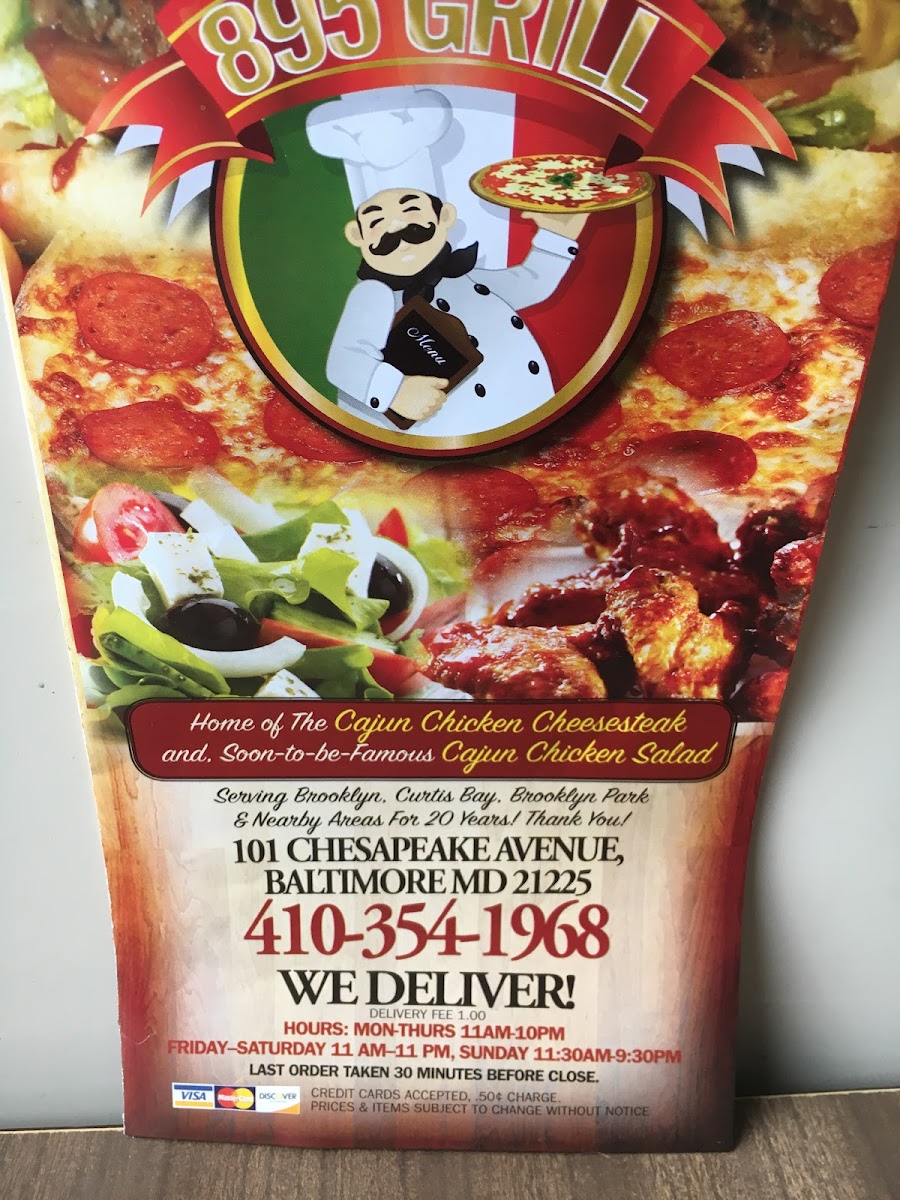 895 GRILL
Menu
Home of The Cajun Chicken Cheesesteak
and, Soon-to-be-Famous Cajun Chicken Salad
Serving Brooklyn, Curtis Bay, Brooklyn Park
& Nearby Areas For 20 Years! Thank You!
101 CHESAPEAKE AVENUE,
BALTIMORE MD 21225
410-354-1968
WE DELIVER!
DELIVERY FEE 1.00
HOURS: MON-THURS 11AM-10PM
FRIDAY–SATURDAY 11 AM–11 PM, SUNDAY 11:30AM-9:30PM
LAST ORDER TAKEN 30 MINUTES BEFORE CLOSE.
VISA MasterCard DISCOVER
CREDIT CARDS ACCEPTED, .50¢ CHARGE.
PRICES & ITEMS SUBJECT TO CHANGE WITHOUT NOTICE